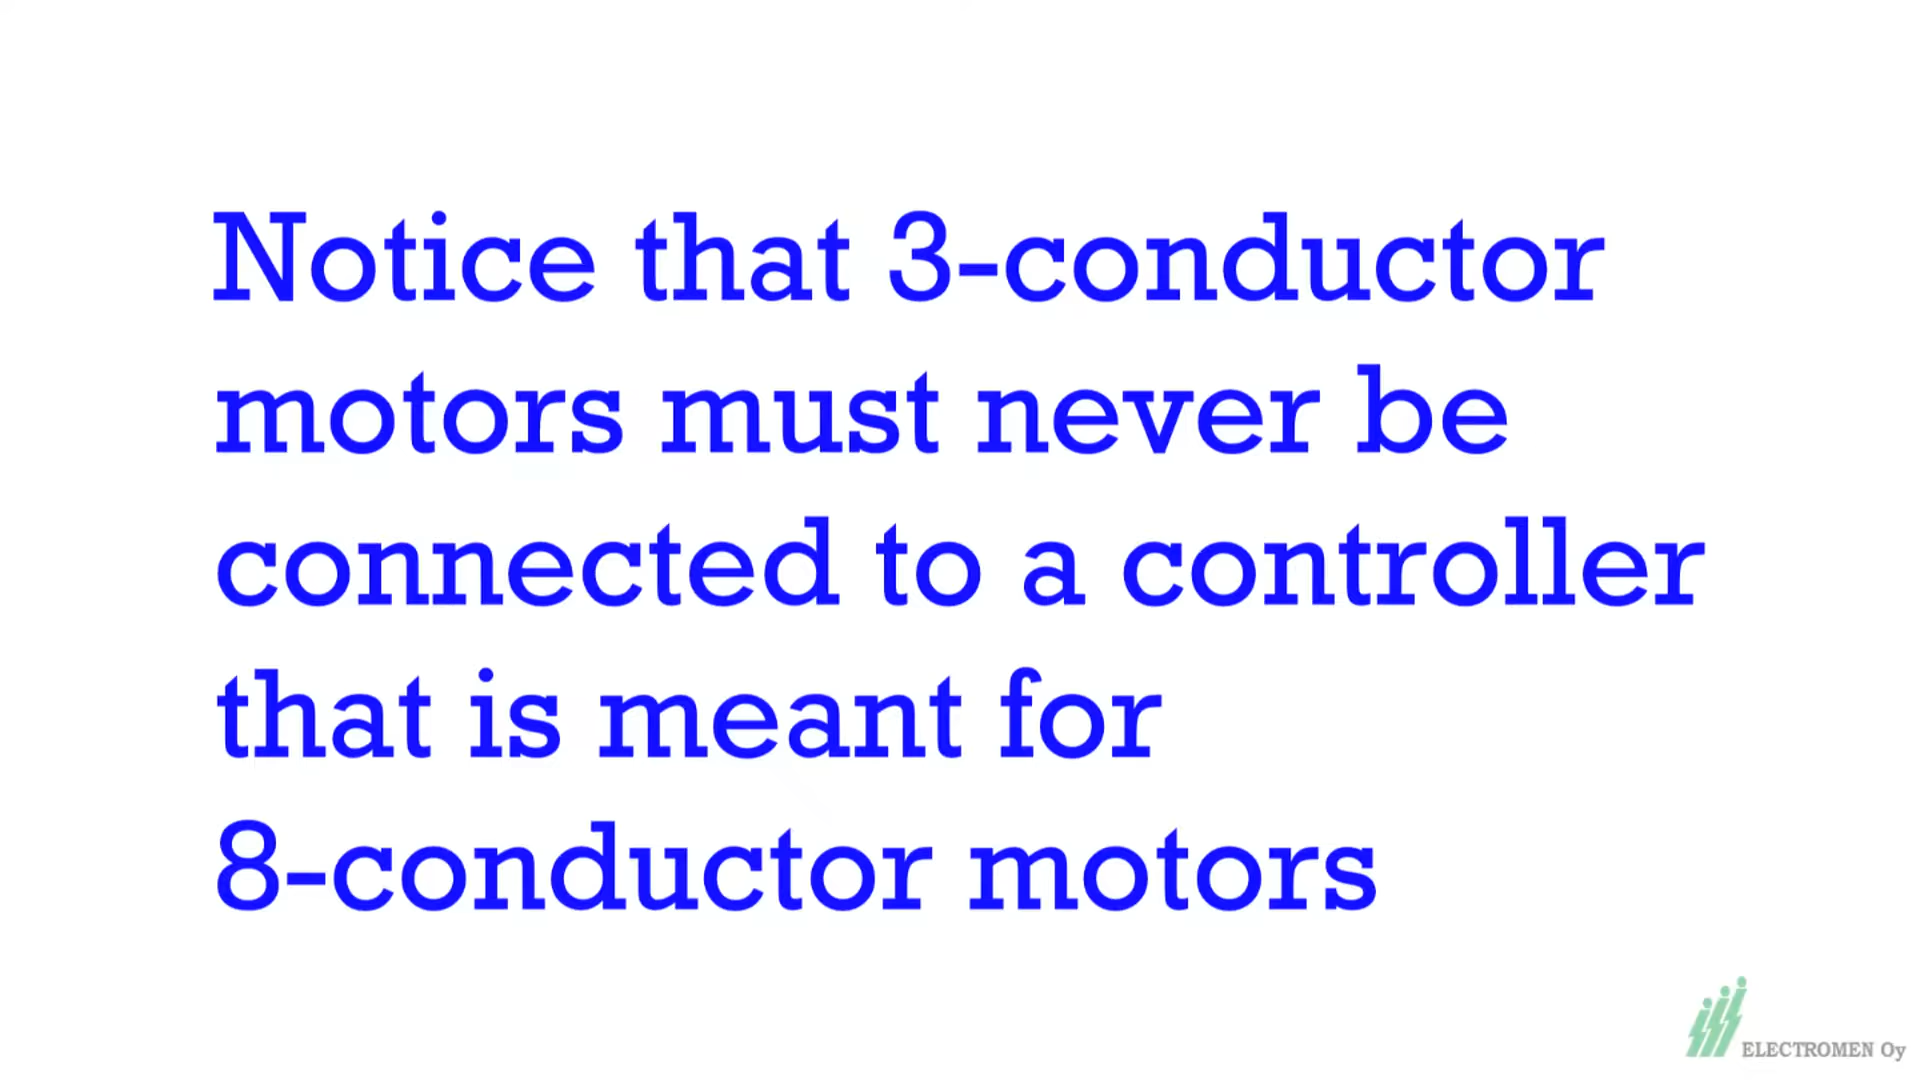 Notice that 3-conductor
motors must never be
connected to a controller
that is meant for
8-conductor motors
ELECTROMEN Oy